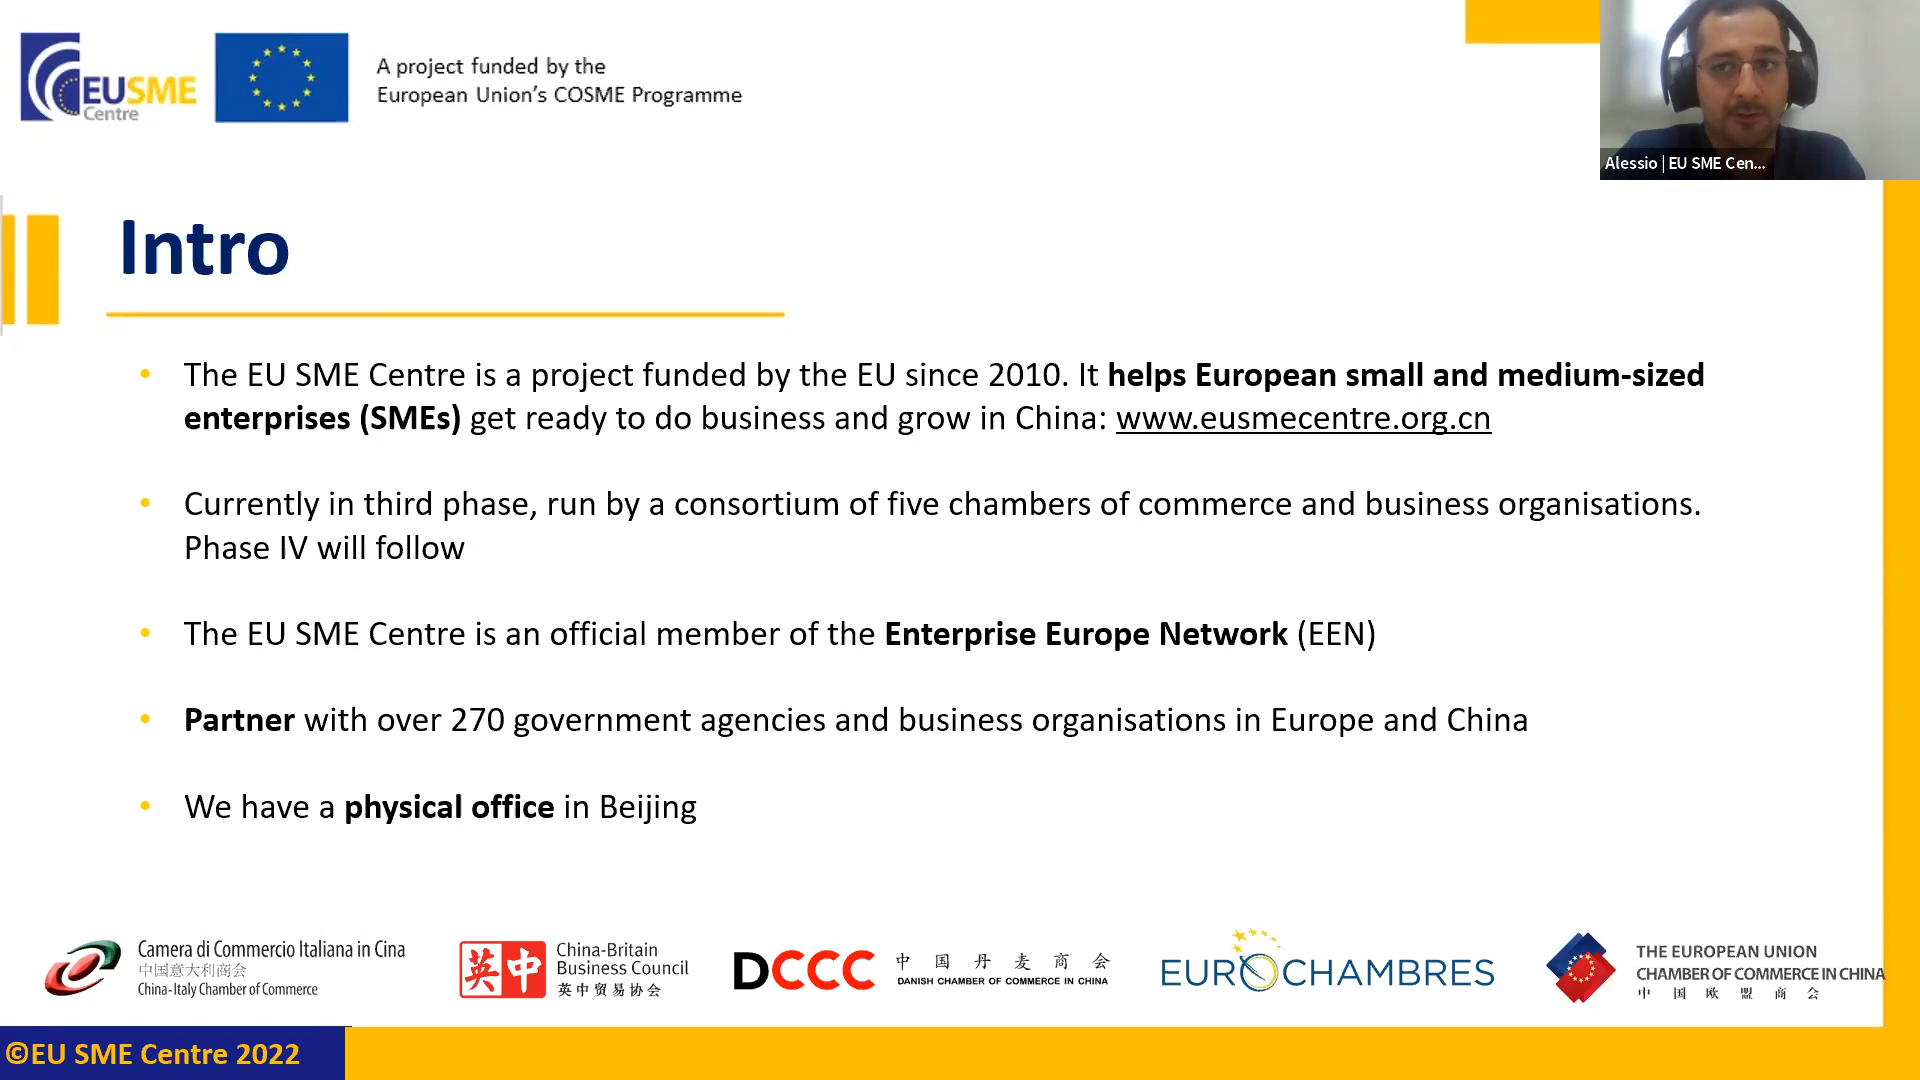 EUSME
Centre
A project funded by the
European Union's COSME Programme
Alessio | EU SME Cen...
Intro
• The EU SME Centre is a project funded by the EU since 2010. It helps European small and medium-sized
enterprises (SMEs) get ready to do business and grow in China: www.eusmecentre.org.cn
• Currently in third phase, run by a consortium of five chambers of commerce and business organisations.
Phase IV will follow
• The EU SME Centre is an official member of the Enterprise Europe Network (EEN)
• Partner with over 270 government agencies and business organisations in Europe and China
• We have a physical office in Beijing
Camera di Commercio Italiana in Cina
中国意大利商会
China-Italy Chamber of Commerce
英中
China-Britain
Business Council
英中贸易协会
DCCC
中国丹麦商会
DANISH CHAMBER OF COMMERCE IN CHINA
EUROCHAMBRES
THE EUROPEAN UNION
CHAMBER OF COMMERCE IN CHINA
中国欧盟商会
©EU SME Centre 2022